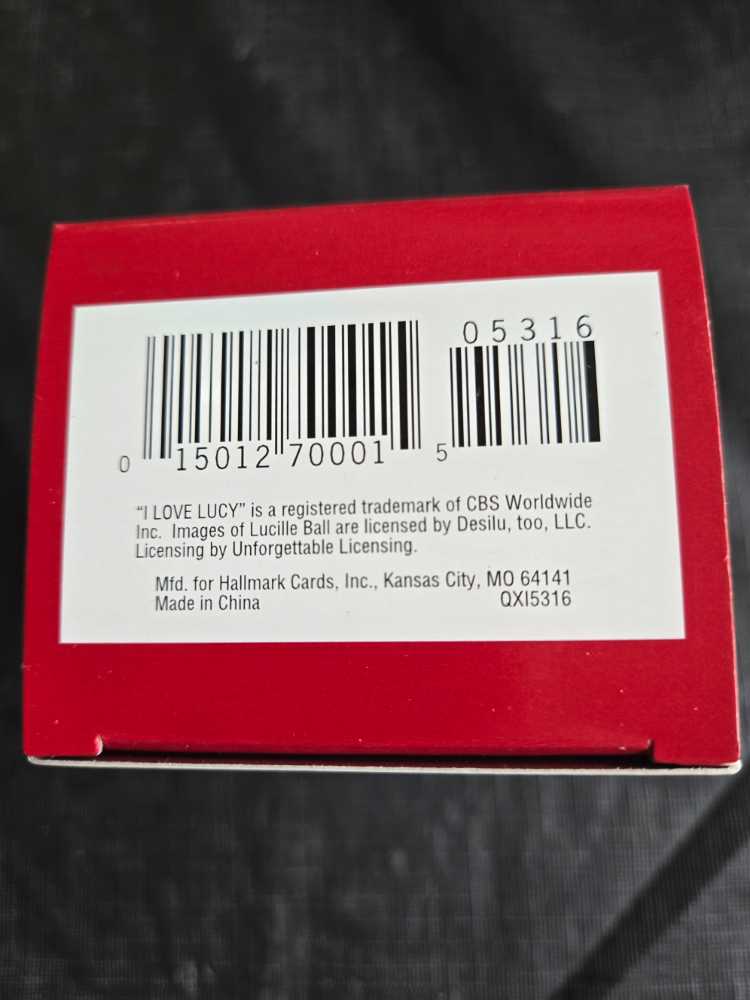 05316
0 15012 70001 5
“I LOVE LUCY” is a registered trademark of CBS Worldwide
Inc. Images of Lucille Ball are licensed by Desilu, too, LLC.
Licensing by Unforgettable Licensing.
Mfd. for Hallmark Cards, Inc., Kansas City, MO 64141
Made in China QXI5316